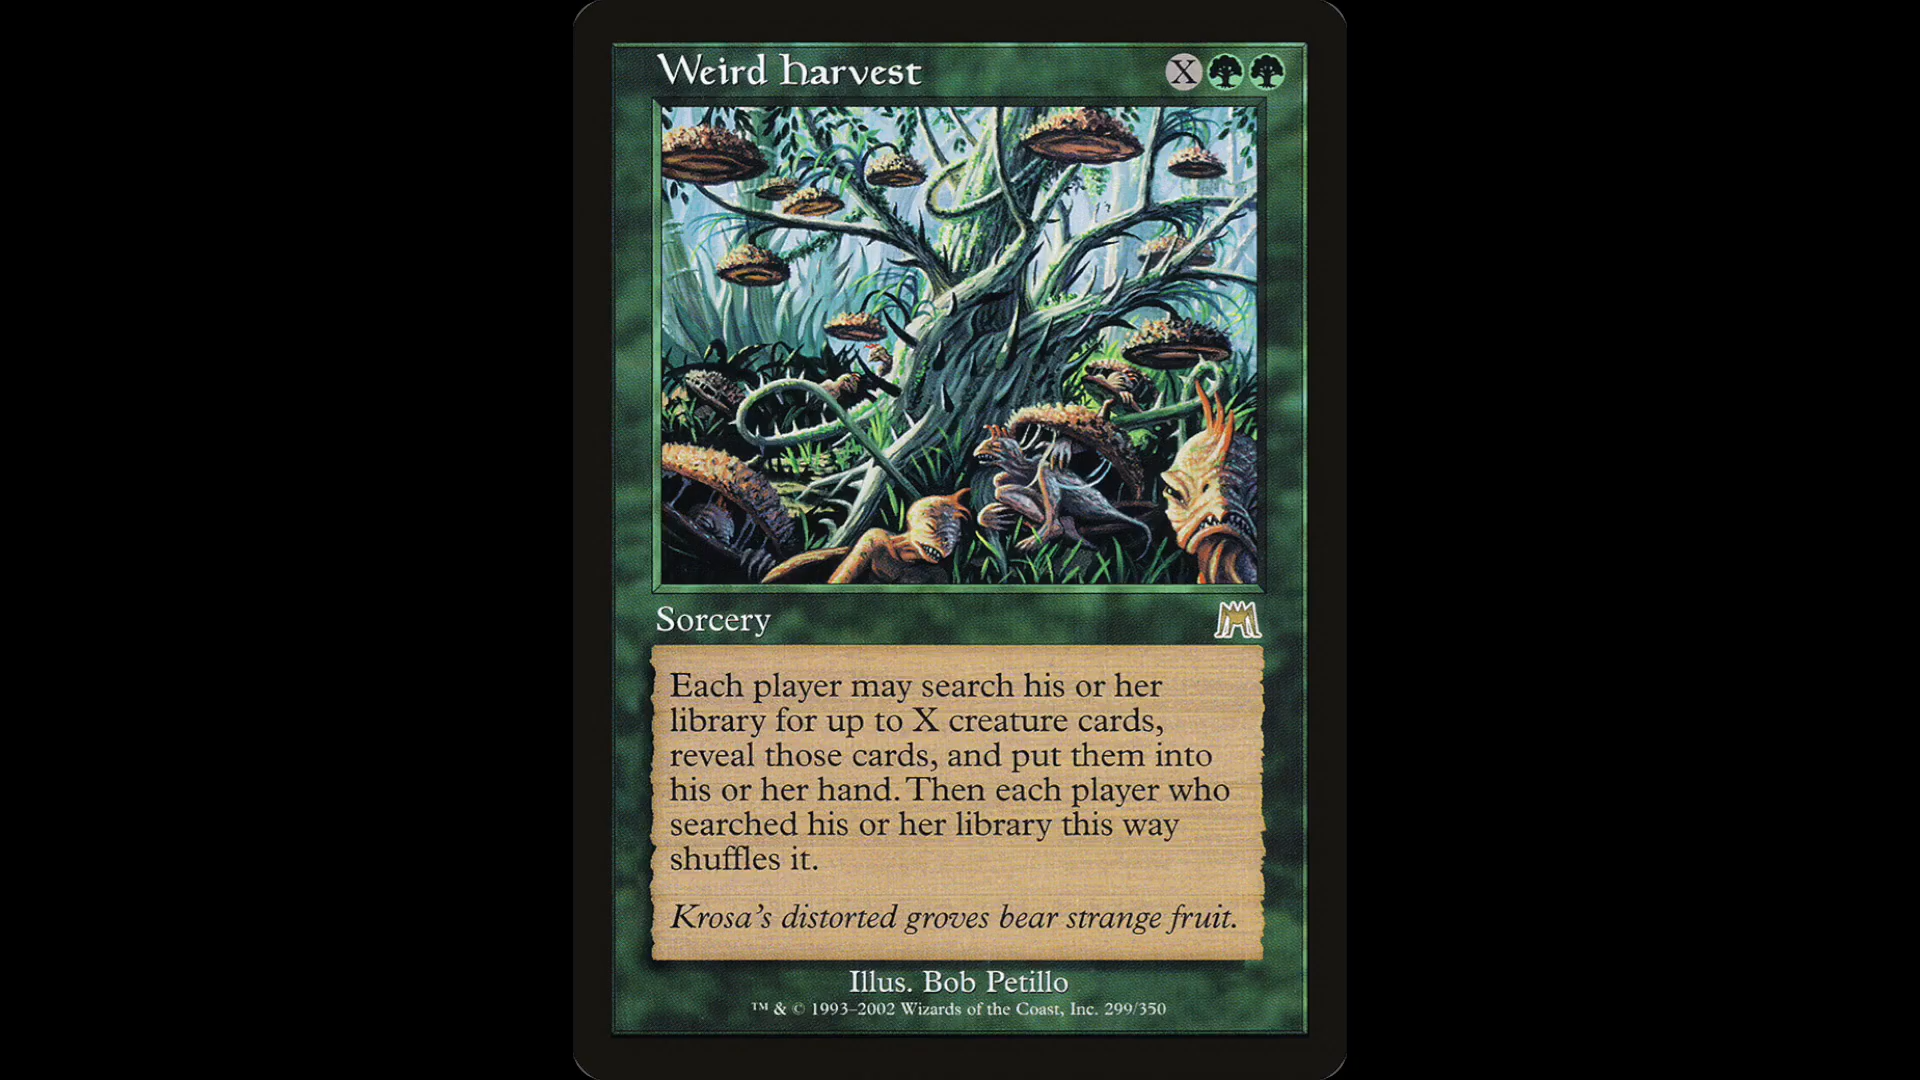 Weird Harvest
X
Sorcery
Each player may search his or her
library for up to X creature cards,
reveal those cards, and put them into
his or her hand. Then each player who
searched his or her library this way
shuffles it.
Krosa's distorted groves bear strange fruit.
Illus. Bob Petillo
™ & © 1993–2002 Wizards of the Coast, Inc. 299/350